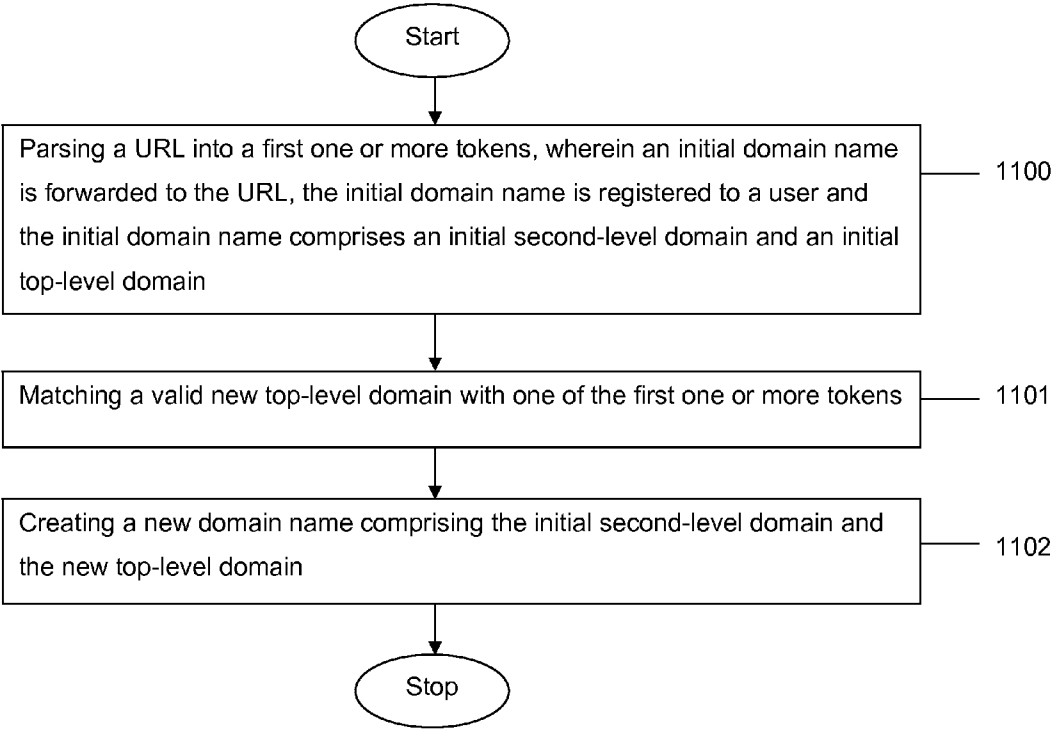 Start
Parsing a URL into a first one or more tokens, wherein an initial domain name
is forwarded to the URL, the initial domain name is registered to a user and
the initial domain name comprises an initial second-level domain and an initial
top-level domain
1100
Matching a valid new top-level domain with one of the first one or more tokens
1101
Creating a new domain name comprising the initial second-level domain and
the new top-level domain
1102
Stop